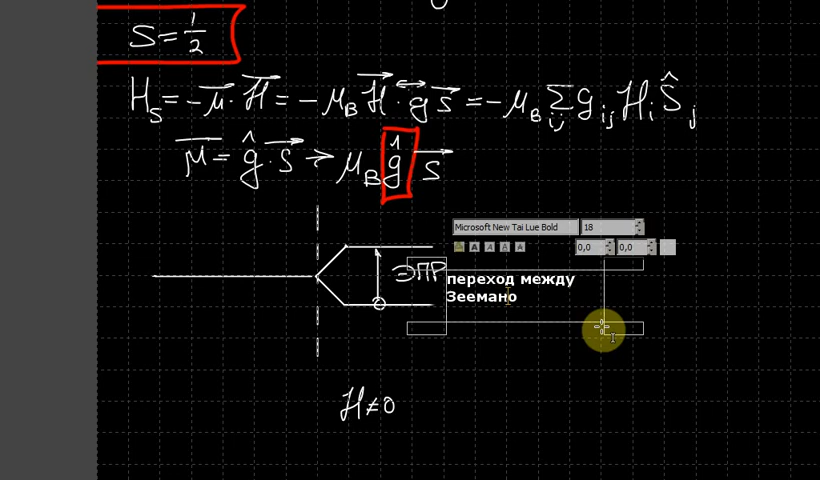 S = 1/2
H_S = -μ⃗ · H⃗ = -μ_B H⃗ · g⃡ s⃗ = -μ_B Σ_ij g_ij H_i Ŝ_j
μ⃗ = ĝ · s⃗ → μ_B ĝ s⃗
Microsoft New Tai Lue Bold 18
A A A A 0,0 0,0
ЭПР переход между
Зеемано
H ≠ 0